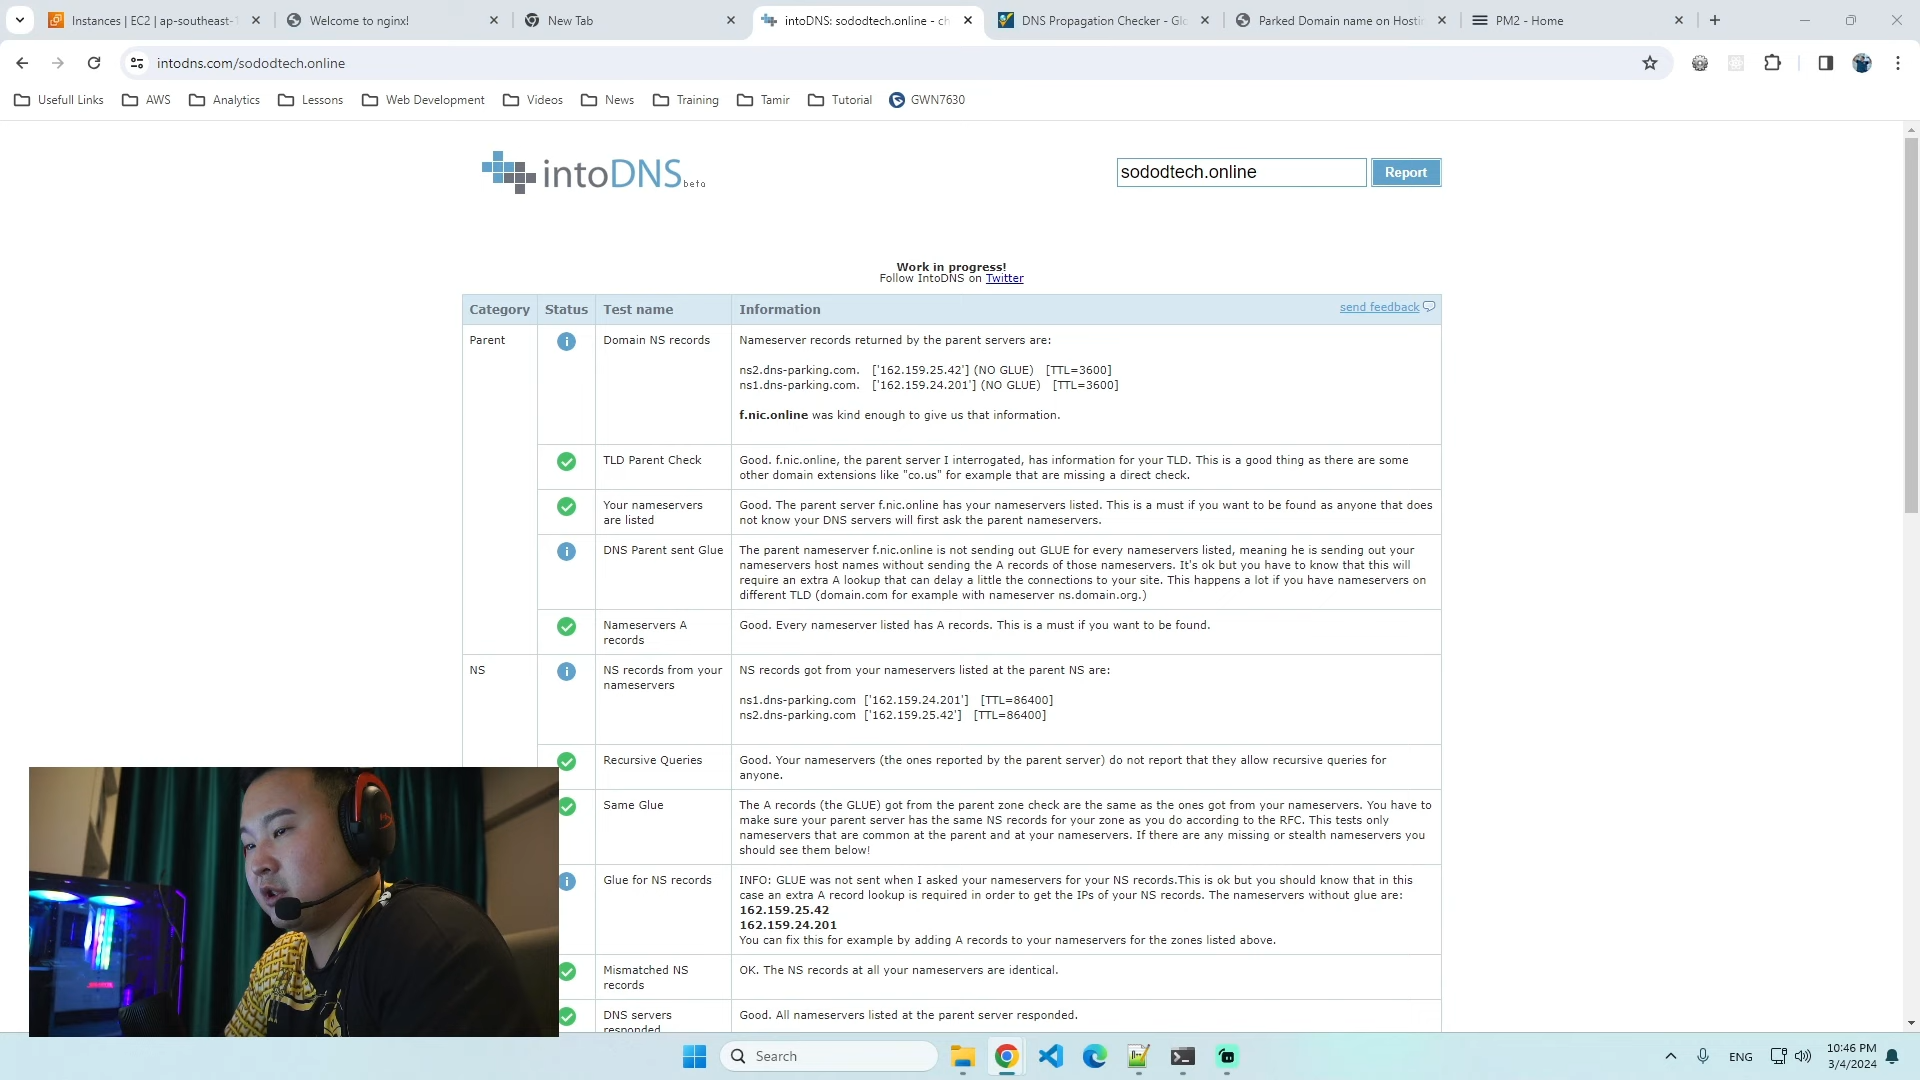 Instances | EC2 | ap-southeast-1
Welcome to nginx!
New Tab
intoDNS: sododtech.online - ch
DNS Propagation Checker - Glo
Parked Domain name on Hostin
PM2 - Home
intodns.com/sododtech.online
Usefull Links
AWS
Analytics
Lessons
Web Development
Videos
News
Training
Tamir
Tutorial
GWN7630
intoDNS beta
sododtech.online
Report
Work in progress!
Follow IntoDNS on Twitter
Category
Status
Test name
Information
send feedback
Parent
Domain NS records
Nameserver records returned by the parent servers are:
ns2.dns-parking.com. ['162.159.25.42'] (NO GLUE) [TTL=3600]
ns1.dns-parking.com. ['162.159.24.201'] (NO GLUE) [TTL=3600]
f.nic.online was kind enough to give us that information.
TLD Parent Check
Good. f.nic.online, the parent server I interrogated, has information for your TLD. This is a good thing as there are some
other domain extensions like "co.us" for example that are missing a direct check.
Your nameservers
are listed
Good. The parent server f.nic.online has your nameservers listed. This is a must if you want to be found as anyone that does
not know your DNS servers will first ask the parent nameservers.
DNS Parent sent Glue
The parent nameserver f.nic.online is not sending out GLUE for every nameservers listed, meaning he is sending out your
nameservers host names without sending the A records of those nameservers. It's ok but you have to know that this will
require an extra A lookup that can delay a little the connections to your site. This happens a lot if you have nameservers on
different TLD (domain.com for example with nameserver ns.domain.org.)
Nameservers A
records
Good. Every nameserver listed has A records. This is a must if you want to be found.
NS
NS records from your
nameservers
NS records got from your nameservers listed at the parent NS are:
ns1.dns-parking.com ['162.159.24.201'] [TTL=86400]
ns2.dns-parking.com ['162.159.25.42'] [TTL=86400]
Recursive Queries
Good. Your nameservers (the ones reported by the parent server) do not report that they allow recursive queries for
anyone.
Same Glue
The A records (the GLUE) got from the parent zone check are the same as the ones got from your nameservers. You have to
make sure your parent server has the same NS records for your zone as you do according to the RFC. This tests only
nameservers that are common at the parent and at your nameservers. If there are any missing or stealth nameservers you
should see them below!
Glue for NS records
INFO: GLUE was not sent when I asked your nameservers for your NS records.This is ok but you should know that in this
case an extra A record lookup is required in order to get the IPs of your NS records. The nameservers without glue are:
162.159.25.42
162.159.24.201
You can fix this for example by adding A records to your nameservers for the zones listed above.
Mismatched NS
records
OK. The NS records at all your nameservers are identical.
DNS servers
responded
Good. All nameservers listed at the parent server responded.
Search
ENG
10:46 PM
3/4/2024